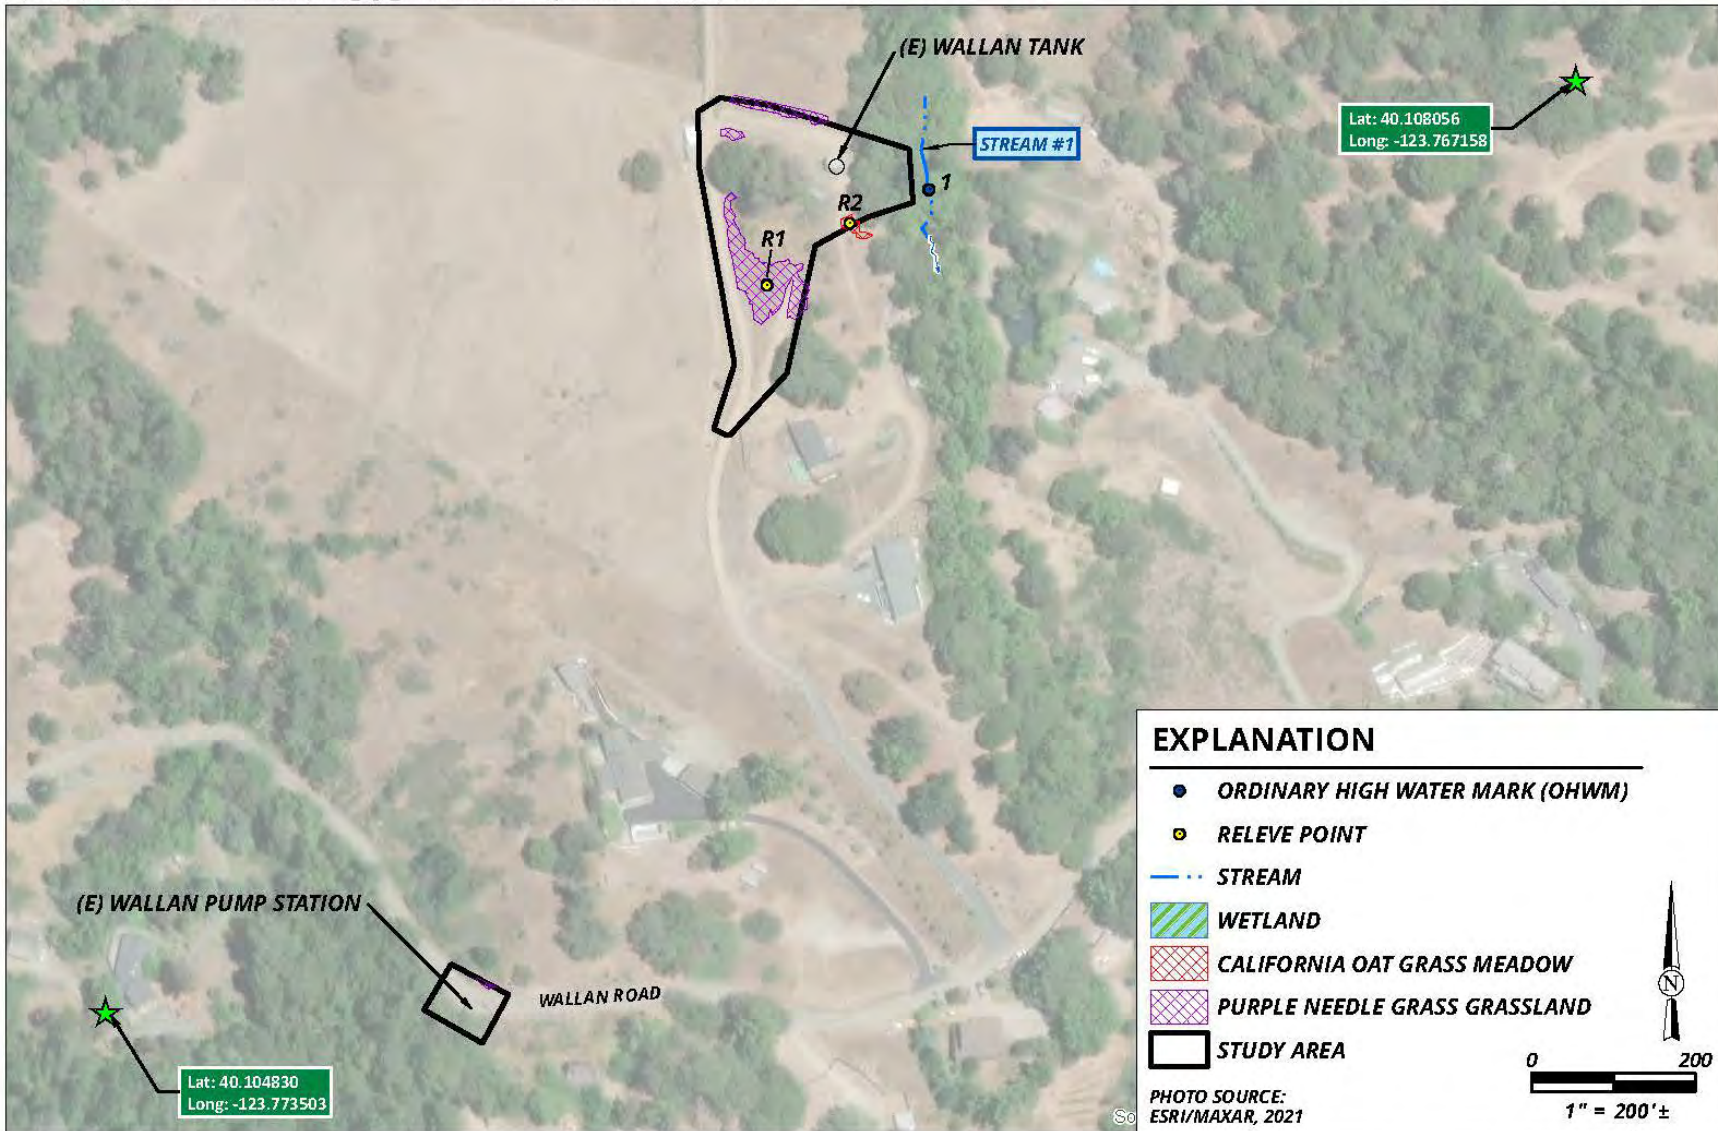 (E) WALLAN TANK
Lat: 40.108056
Long: -123.767158
STREAM #1
1
R2
R1
EXPLANATION
ORDINARY HIGH WATER MARK (OHWM)
RELEVE POINT
STREAM
WETLAND
CALIFORNIA OAT GRASS MEADOW
PURPLE NEEDLE GRASS GRASSLAND
STUDY AREA
PHOTO SOURCE:
ESRI/MAXAR, 2021
N
0 200
1" = 200'±
(E) WALLAN PUMP STATION
WALLAN ROAD
Lat: 40.104830
Long: -123.773503
So